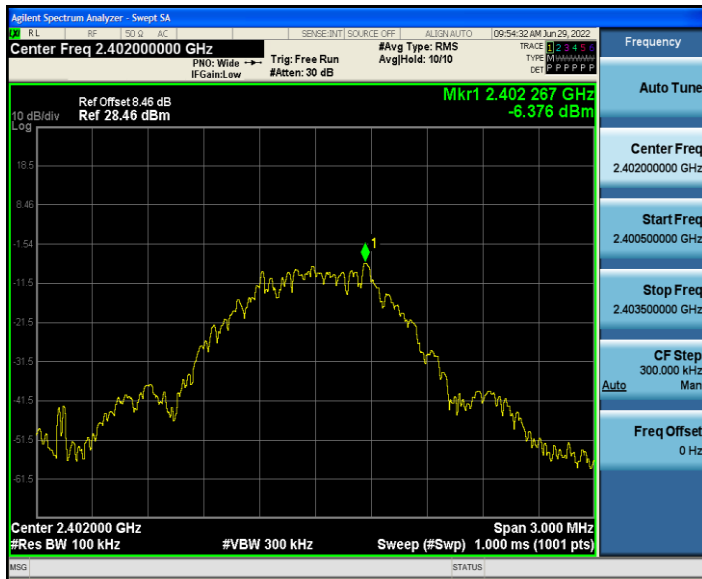 Agilent Spectrum Analyzer - Swept SA
LXI RL RF 50 Ω AC SENSE:INT SOURCE OFF ALIGN AUTO 09:54:32 AM Jun 29, 2022
Center Freq 2.402000000 GHz #Avg Type: RMS TRACE 1 2 3 4 5 6
PNO: Wide Trig: Free Run Avg|Hold: 10/10 TYPE M
IFGain:Low #Atten: 30 dB DET P P P P P P
Mkr1 2.402 267 GHz
-6.376 dBm
Ref Offset 8.46 dB
10 dB/div Ref 28.46 dBm
Log
18.5
8.46
-1.54
-11.5
-21.5
-31.5
-41.5
-51.5
-61.5
1
Center 2.402000 GHz Span 3.000 MHz
#Res BW 100 kHz #VBW 300 kHz Sweep (#Swp) 1.000 ms (1001 pts)
MSG STATUS
Frequency
Auto Tune
Center Freq
2.402000000 GHz
Start Freq
2.400500000 GHz
Stop Freq
2.403500000 GHz
CF Step
300.000 kHz
Auto Man
Freq Offset
0 Hz